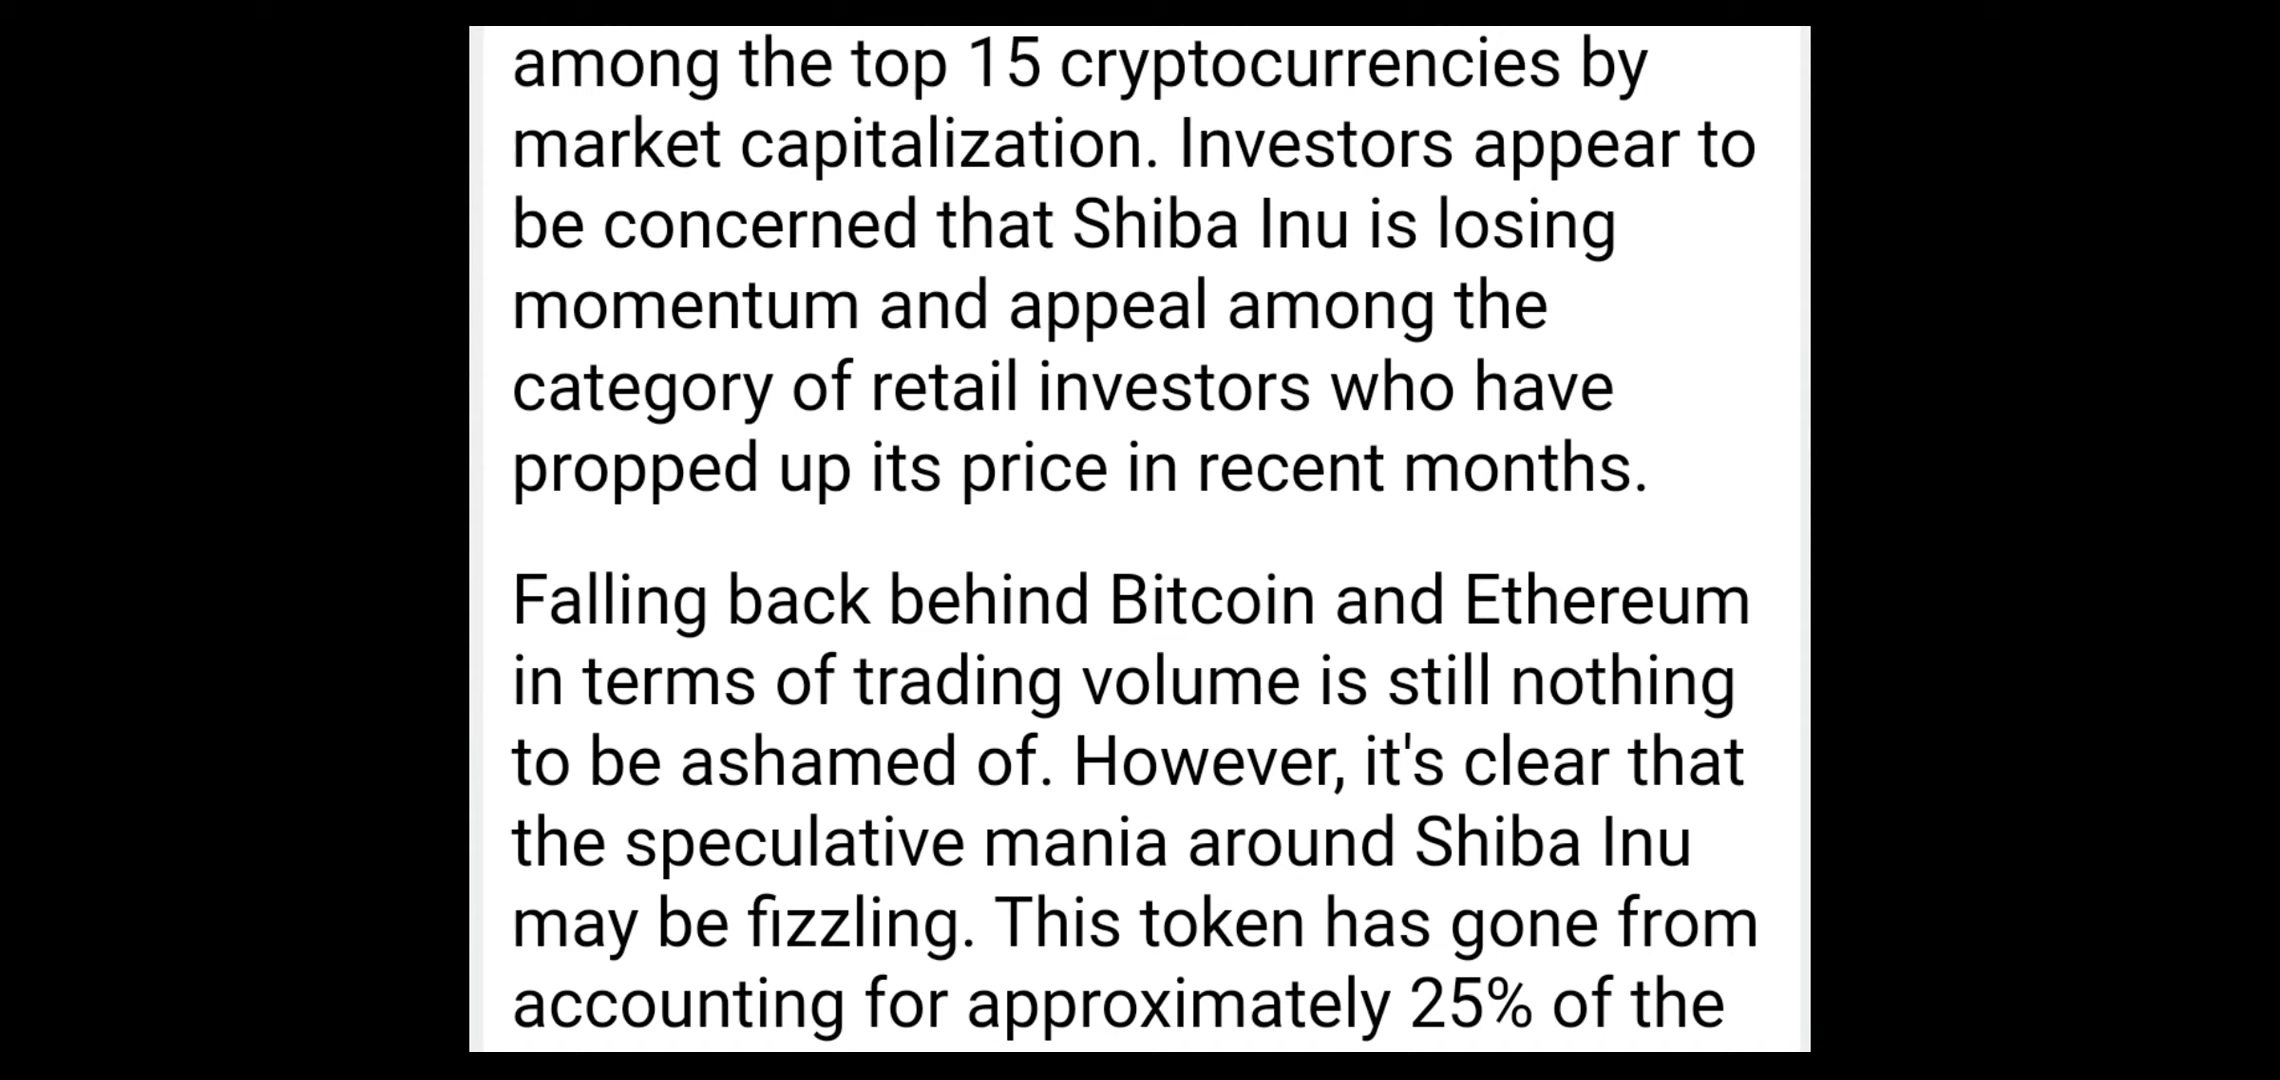 among the top 15 cryptocurrencies by
market capitalization. Investors appear to
be concerned that Shiba Inu is losing
momentum and appeal among the
category of retail investors who have
propped up its price in recent months.
Falling back behind Bitcoin and Ethereum
in terms of trading volume is still nothing
to be ashamed of. However, it's clear that
the speculative mania around Shiba Inu
may be fizzling. This token has gone from
accounting for approximately 25% of the